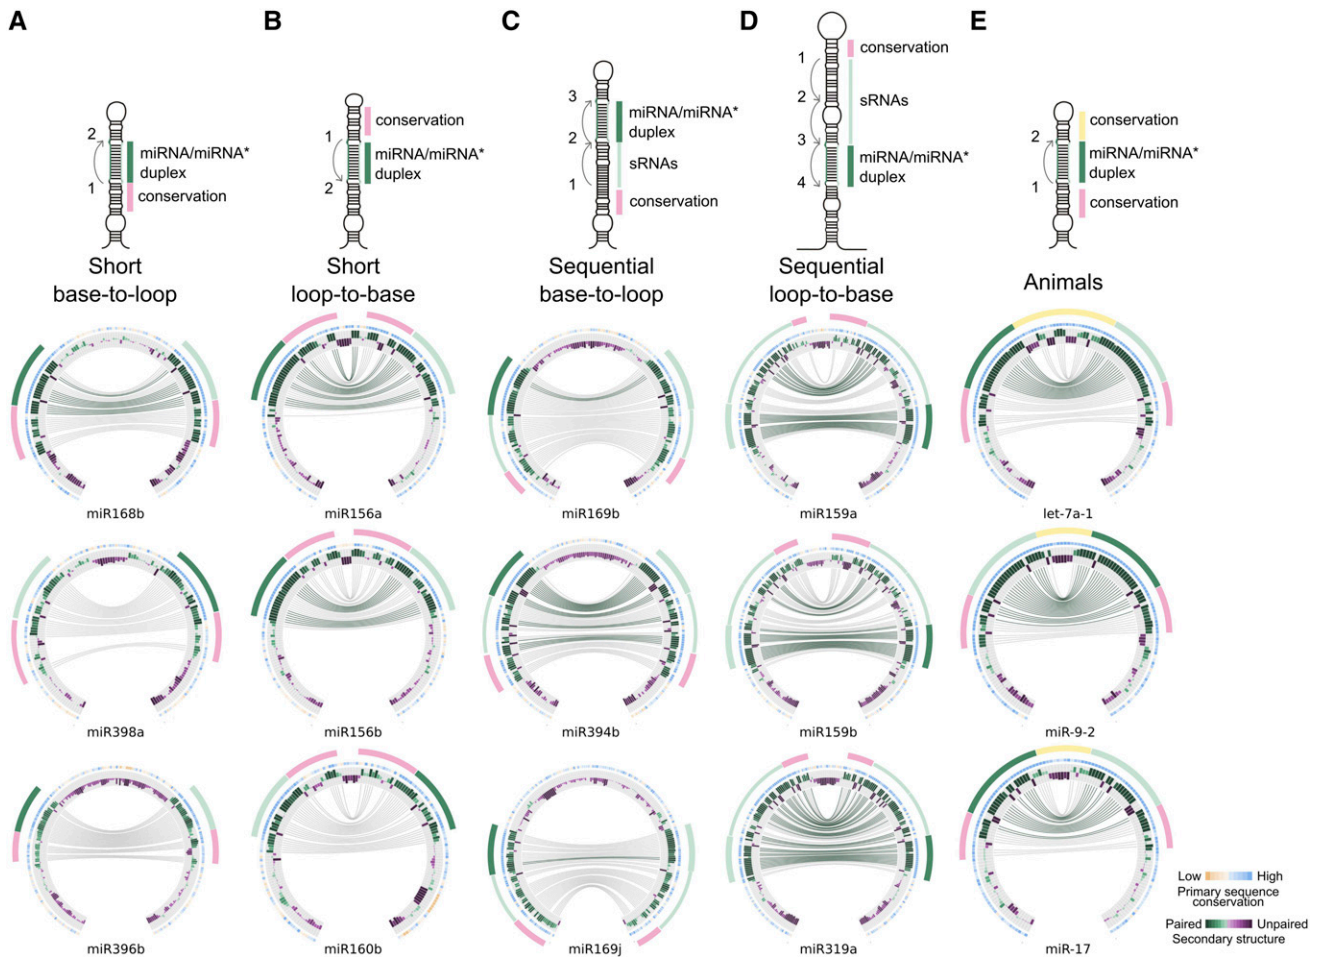 A
B
C
D
E
2
1
miRNA/miRNA*
duplex
conservation
Short
base-to-loop
1
2
conservation
miRNA/miRNA*
duplex
Short
loop-to-base
3
2
1
miRNA/miRNA*
duplex
sRNAs
conservation
Sequential
base-to-loop
1
2
3
4
conservation
sRNAs
miRNA/miRNA*
duplex
Sequential
loop-to-base
2
1
conservation
miRNA/miRNA*
duplex
conservation
Animals
miR168b
miR156a
miR169b
miR159a
let-7a-1
miR398a
miR156b
miR394b
miR159b
miR-9-2
miR396b
miR160b
miR169j
miR319a
miR-17
Low High
Primary sequence
conservation
Paired Unpaired
Secondary structure